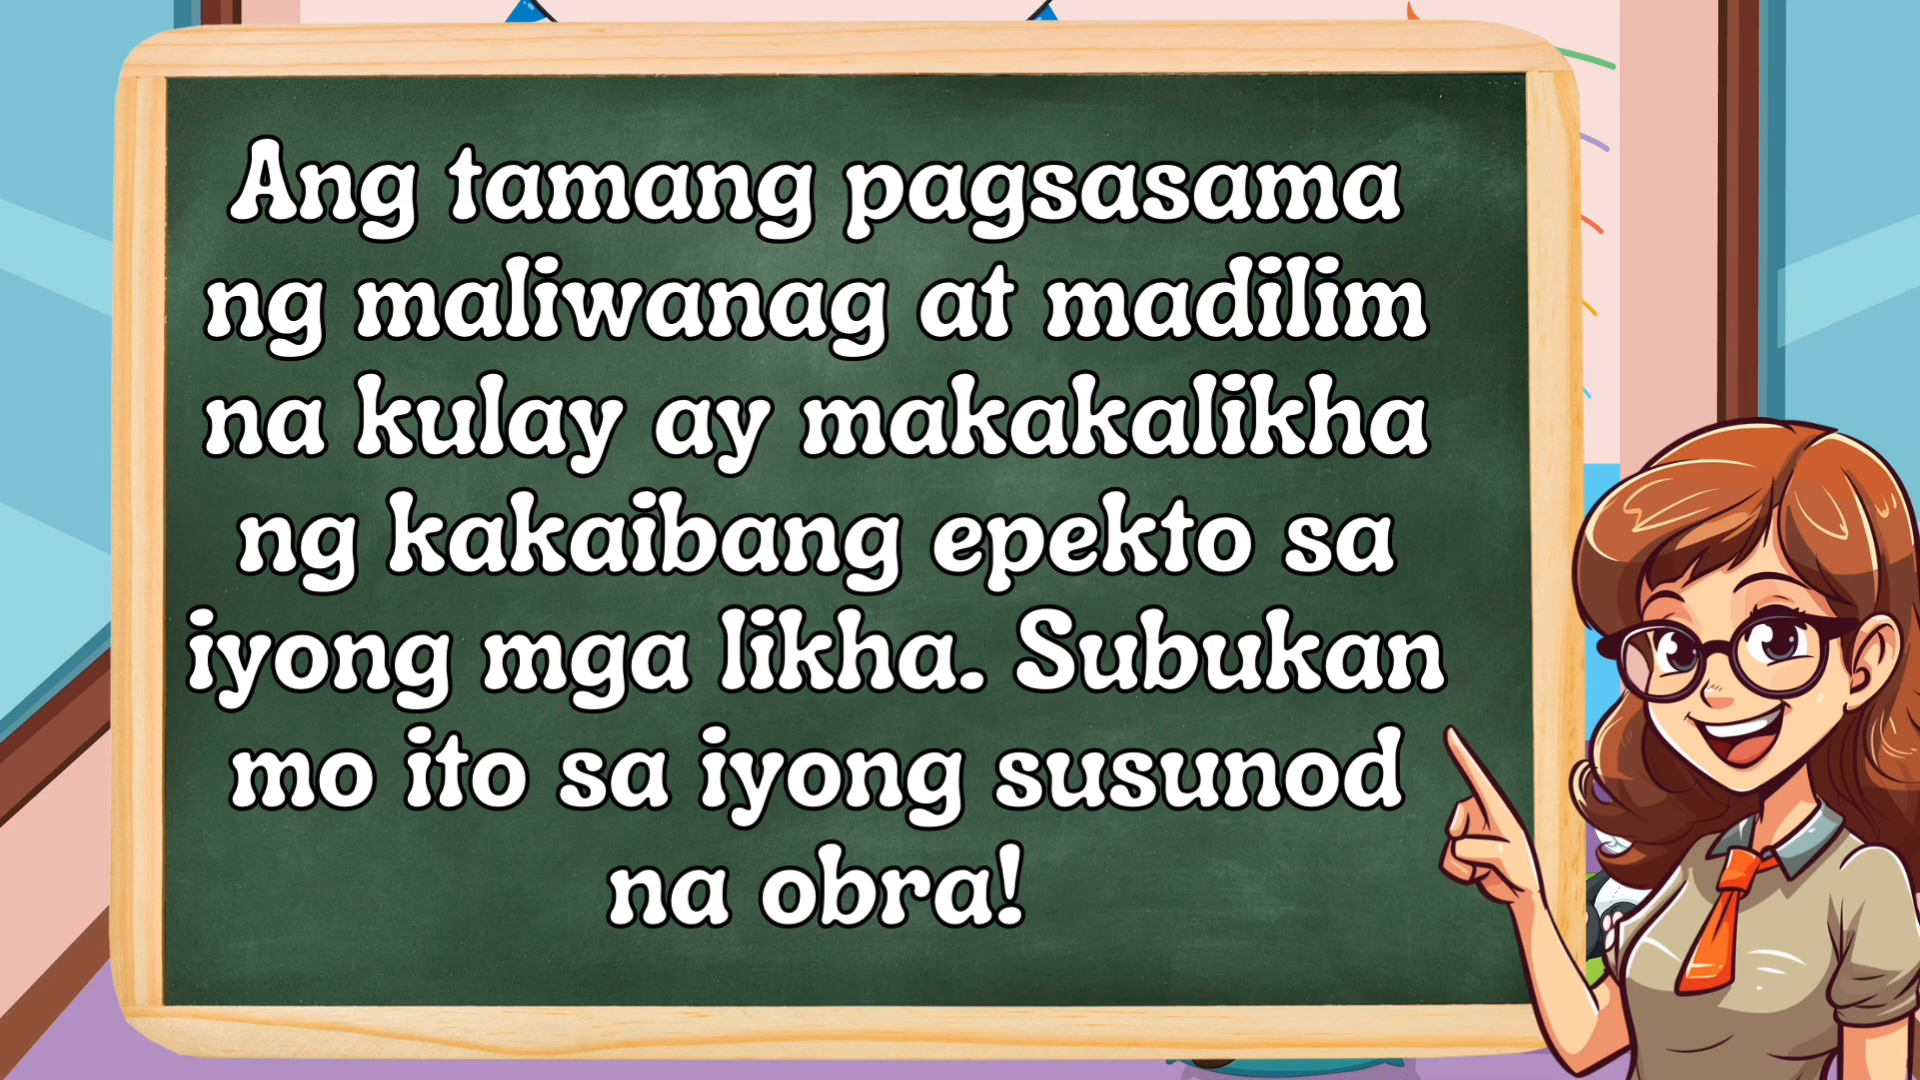 Ang tamang pagsasama
ng maliwanag at madilim
na kulay ay makakalikha
ng kakaibang epekto sa
iyong mga likha. Subukan
mo ito sa iyong susunod
na obra!